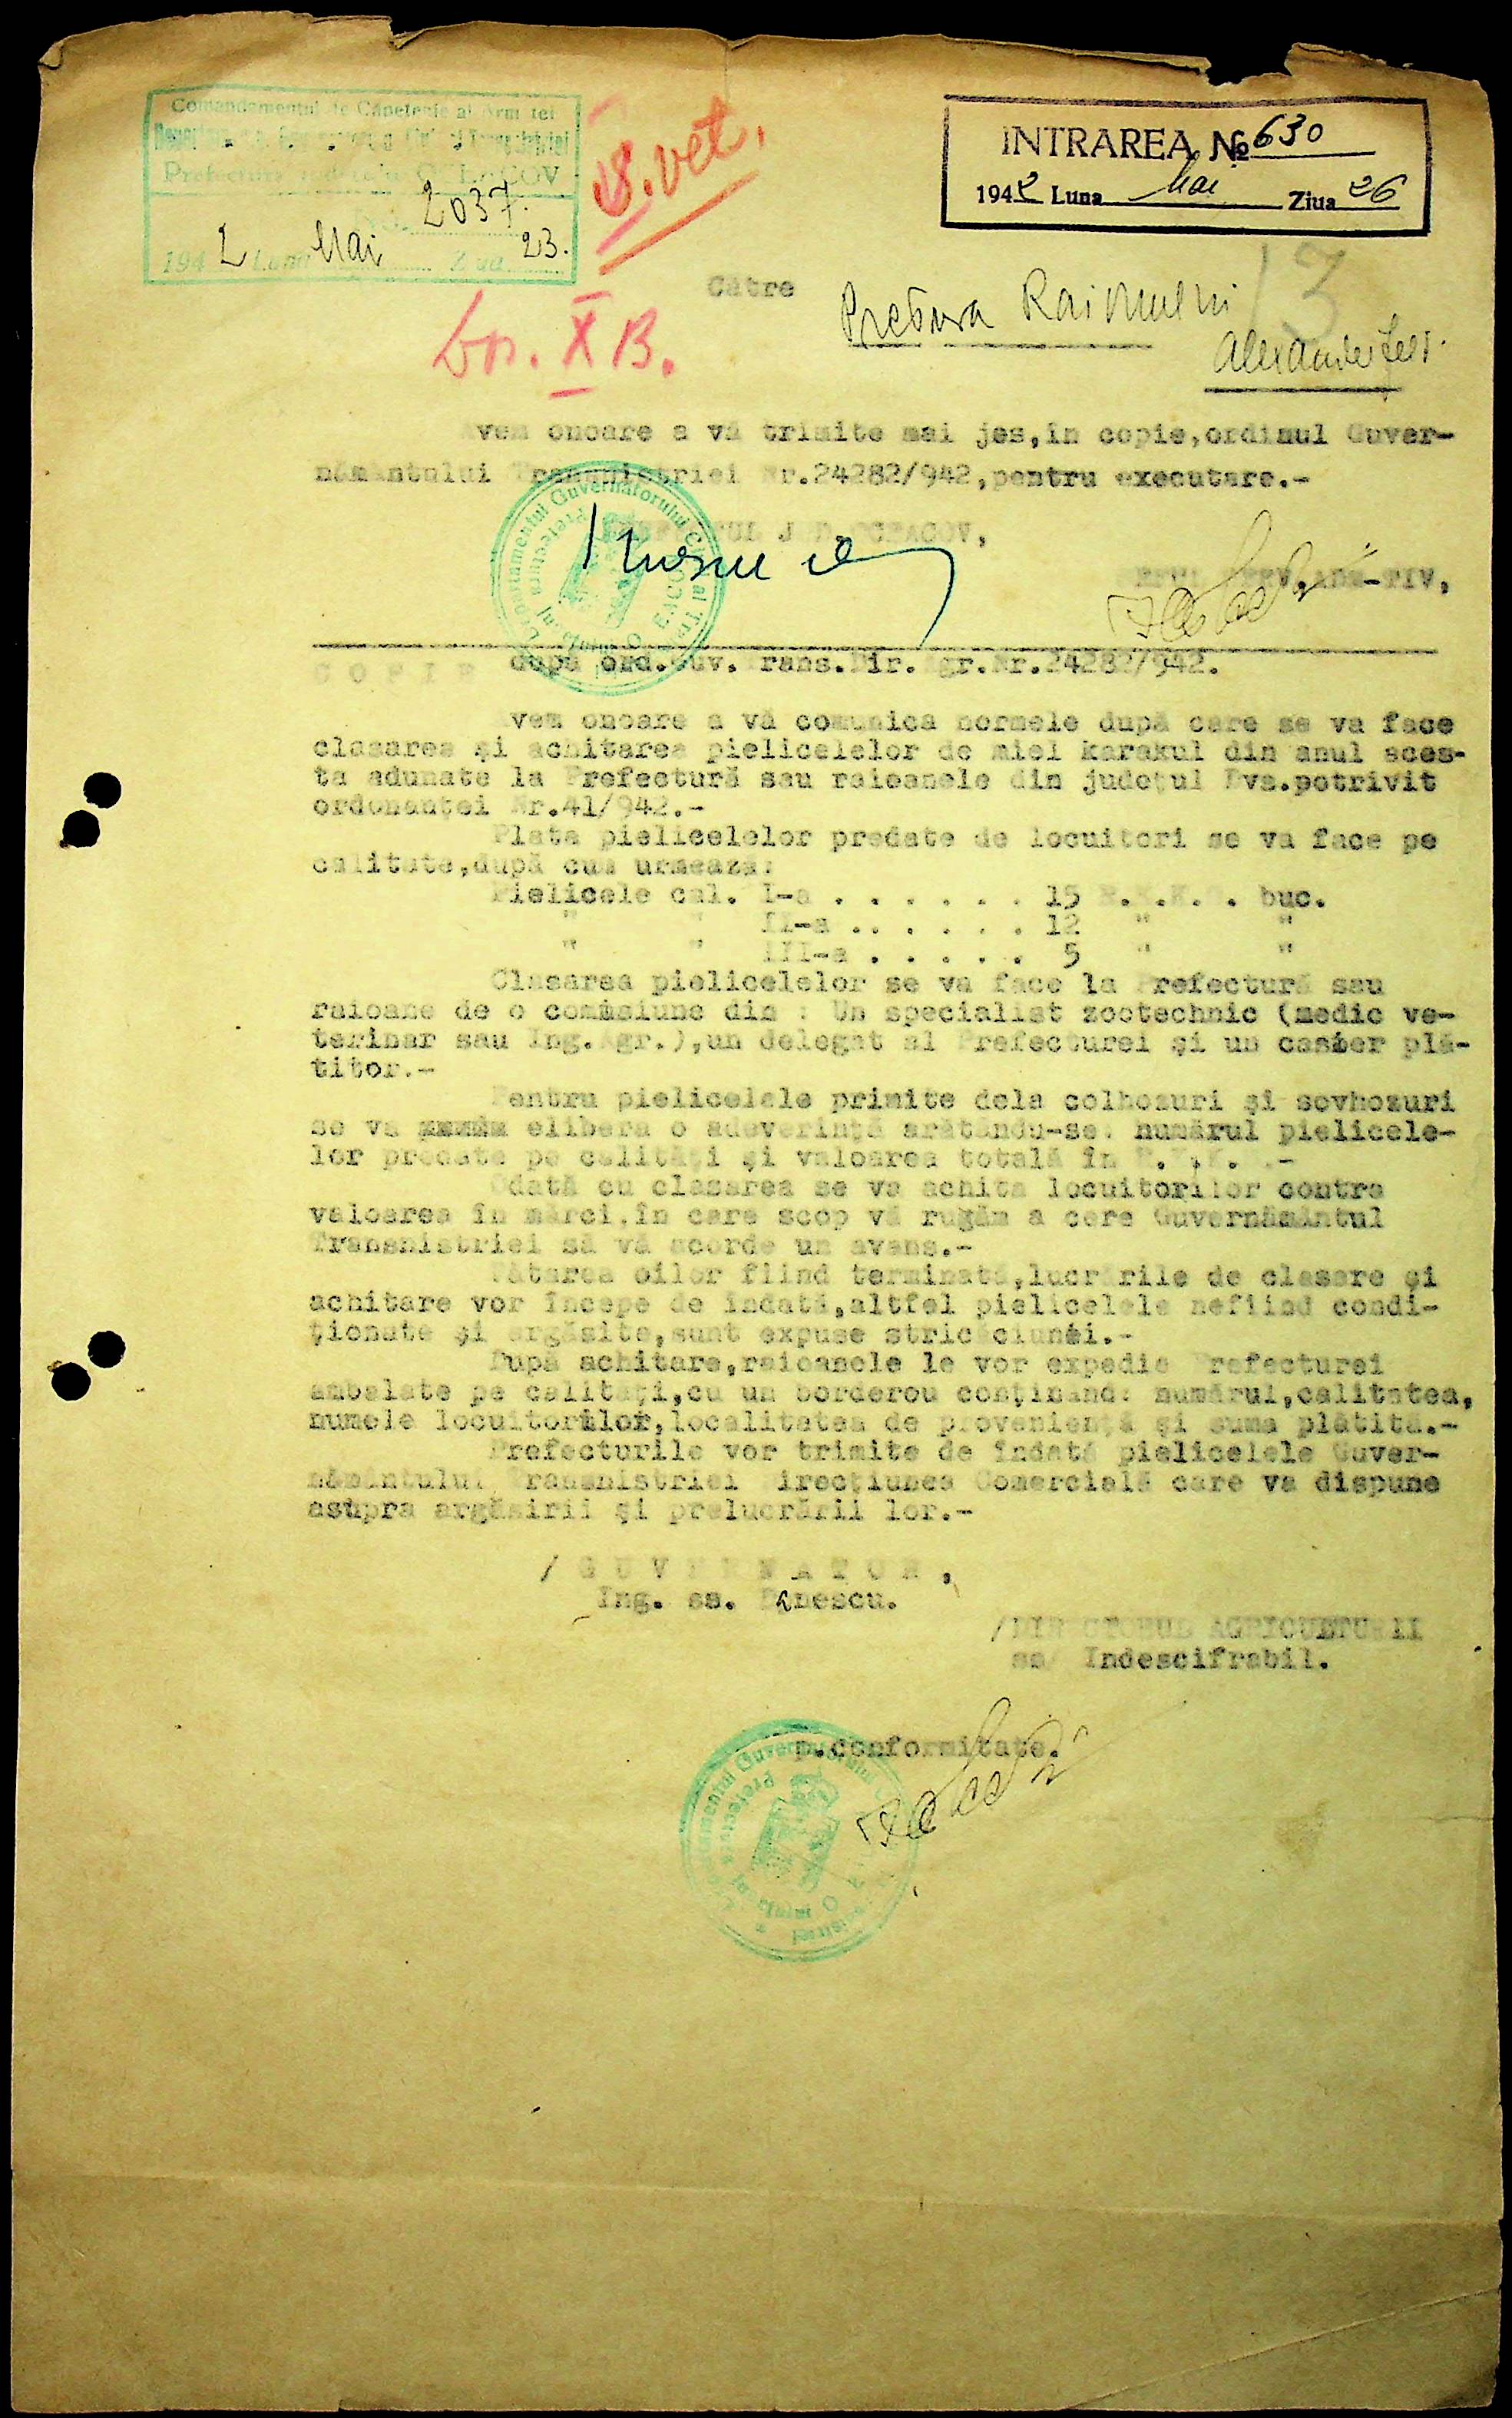 Comandamentul de Căpetenie al Armatei
Prefectura Județului OCEACOV
2037.
1942 Luna Mai Ziua 23.
S. vet.
INTRAREA № 630
1942 Luna Mai Ziua 26
13
Către Pretura Raionului
Alexanderfeld.
X B.
Avem onoare a vă trimite mai jos,în copie,ordinul Guver-
nământului Transnistriei Nr.24282/942,pentru executare.-
PREFECTUL JUD.OCEACOV,
ȘEFUL SERV.ADM-TIV,
COPIE după ord.Guv.Trans.Dir.Agr.Nr.24282/942.
Avem onoare a vă comunica normele după care se va face
clasarea și achitarea pielicelelor de miel karakul din anul aces-
ta adunate la Prefectură sau raioanele din județul Dvs.potrivit
ordonanței Nr.41/942.-
Plata pielicelelor predate de locuitori se va face pe
calitate,după cum urmeaza:
Pielicele cal. I-a . . . . . . . 15 R.K.K. . buc.
" " II-a .. . . . . . 12 " "
" " III-a . . . . . . 5 " "
Clasarea pielicelelor se va face la Prefectură sau
raioane de o comisiune din : Un specialist zootechnic (medic ve-
terinar sau Ing.Agr.),un delegat al Prefecturei și un casier plă-
titor.-
Pentru pielicelele primite dela colhozuri și sovhozuri
se va elibera o adeverință arătându-se: numărul pielicele-
lor predate pe calități și valoarea totală în R.K.K. .-
Odată cu clasarea se va achita locuitorilor contra
valoarea în mărci,în care scop vă rugăm a cere Guvernământul
Transnistriei să vă acorde un avans.-
Fătarea oilor fiind terminată,lucrările de clasare și
achitare vor începe de îndată,altfel pielicelele nefiind condi-
ționate și argăsite,sunt expuse stricăciunei.-
După achitare,raioanele le vor expedia Prefecturei
ambalate pe calitați,cu un borderou conținând: numărul,calitatea,
numele locuitorilor,localitatea de proveniență și suma plătită.-
Prefecturile vor trimite de îndată pielicelele Guver-
nământului Transnistriei Direcțiunea Comercială care va dispune
asupra argăsirii și prelucrării lor.-
/ G U V E R N A T O R ,
Ing. ss. Enescu.
/DIRECTORUL AGRICULTURII
ss/ Indescifrabil.
p.conformitate.